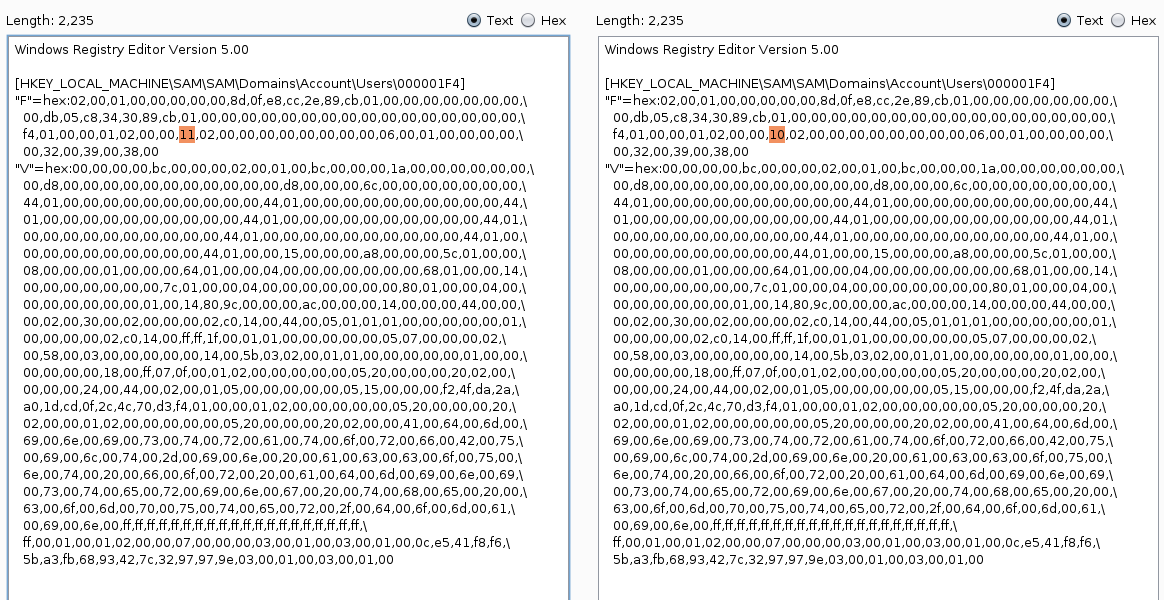 Length: 2,235
Text
Hex
Windows Registry Editor Version 5.00
[HKEY_LOCAL_MACHINE\SAM\SAM\Domains\Account\Users\000001F4]
"F"=hex:02,00,01,00,00,00,00,00,8d,0f,e8,cc,2e,89,cb,01,00,00,00,00,00,00,00,\
00,db,05,c8,34,30,89,cb,01,00,00,00,00,00,00,00,00,00,00,00,00,00,00,00,00,\
f4,01,00,00,01,02,00,00,11,02,00,00,00,00,00,00,00,00,00,06,00,01,00,00,00,00,\
00,32,00,39,00,38,00
"V"=hex:00,00,00,00,bc,00,00,00,02,00,01,00,bc,00,00,00,1a,00,00,00,00,00,00,\
00,d8,00,00,00,00,00,00,00,00,00,00,00,d8,00,00,00,6c,00,00,00,00,00,00,00,\
44,01,00,00,00,00,00,00,00,00,00,00,44,01,00,00,00,00,00,00,00,00,00,00,44,\
01,00,00,00,00,00,00,00,00,00,00,44,01,00,00,00,00,00,00,00,00,00,00,44,01,\
00,00,00,00,00,00,00,00,00,00,44,01,00,00,00,00,00,00,00,00,00,00,44,01,00,\
00,00,00,00,00,00,00,00,00,44,01,00,00,15,00,00,00,a8,00,00,00,5c,01,00,00,\
08,00,00,00,01,00,00,00,64,01,00,00,04,00,00,00,00,00,00,00,68,01,00,00,14,\
00,00,00,00,00,00,00,7c,01,00,00,04,00,00,00,00,00,00,00,80,01,00,00,04,00,\
00,00,00,00,00,00,01,00,14,80,9c,00,00,00,ac,00,00,00,14,00,00,00,44,00,00,\
00,02,00,30,00,02,00,00,00,02,c0,14,00,44,00,05,01,01,01,00,00,00,00,00,01,\
00,00,00,00,02,c0,14,00,ff,ff,1f,00,01,01,00,00,00,00,00,05,07,00,00,00,02,\
00,58,00,03,00,00,00,00,00,14,00,5b,03,02,00,01,01,00,00,00,00,00,01,00,00,\
00,00,00,00,18,00,ff,07,0f,00,01,02,00,00,00,00,00,05,20,00,00,00,20,02,00,\
00,00,00,24,00,44,00,02,00,01,05,00,00,00,00,00,05,15,00,00,00,f2,4f,da,2a,\
a0,1d,cd,0f,2c,4c,70,d3,f4,01,00,00,01,02,00,00,00,00,00,05,20,00,00,00,20,\
02,00,00,01,02,00,00,00,00,00,05,20,00,00,00,20,02,00,00,41,00,64,00,6d,00,\
69,00,6e,00,69,00,73,00,74,00,72,00,61,00,74,00,6f,00,72,00,66,00,42,00,75,\
00,69,00,6c,00,74,00,2d,00,69,00,6e,00,20,00,61,00,63,00,63,00,6f,00,75,00,\
6e,00,74,00,20,00,66,00,6f,00,72,00,20,00,61,00,64,00,6d,00,69,00,6e,00,69,\
00,73,00,74,00,65,00,72,00,69,00,6e,00,67,00,20,00,74,00,68,00,65,00,20,00,\
63,00,6f,00,6d,00,70,00,75,00,74,00,65,00,72,00,2f,00,64,00,6f,00,6d,00,61,\
00,69,00,6e,00,ff,ff,ff,ff,ff,ff,ff,ff,ff,ff,ff,ff,ff,ff,ff,ff,ff,ff,ff,ff,\
ff,00,01,00,01,02,00,00,07,00,00,00,03,00,01,00,03,00,01,00,0c,e5,41,f8,f6,\
5b,a3,fb,68,93,42,7c,32,97,97,9e,03,00,01,00,03,00,01,00
Length: 2,235
Text
Hex
Windows Registry Editor Version 5.00
[HKEY_LOCAL_MACHINE\SAM\SAM\Domains\Account\Users\000001F4]
"F"=hex:02,00,01,00,00,00,00,00,8d,0f,e8,cc,2e,89,cb,01,00,00,00,00,00,00,00,\
00,db,05,c8,34,30,89,cb,01,00,00,00,00,00,00,00,00,00,00,00,00,00,00,00,00,\
f4,01,00,00,01,02,00,00,10,02,00,00,00,00,00,00,00,00,00,06,00,01,00,00,00,00,\
00,32,00,39,00,38,00
"V"=hex:00,00,00,00,bc,00,00,00,02,00,01,00,bc,00,00,00,1a,00,00,00,00,00,00,\
00,d8,00,00,00,00,00,00,00,00,00,00,00,d8,00,00,00,6c,00,00,00,00,00,00,00,\
44,01,00,00,00,00,00,00,00,00,00,00,44,01,00,00,00,00,00,00,00,00,00,00,44,\
01,00,00,00,00,00,00,00,00,00,00,44,01,00,00,00,00,00,00,00,00,00,00,44,01,\
00,00,00,00,00,00,00,00,00,00,44,01,00,00,00,00,00,00,00,00,00,00,44,01,00,\
00,00,00,00,00,00,00,00,00,44,01,00,00,15,00,00,00,a8,00,00,00,5c,01,00,00,\
08,00,00,00,01,00,00,00,64,01,00,00,04,00,00,00,00,00,00,00,68,01,00,00,14,\
00,00,00,00,00,00,00,7c,01,00,00,04,00,00,00,00,00,00,00,80,01,00,00,04,00,\
00,00,00,00,00,00,01,00,14,80,9c,00,00,00,ac,00,00,00,14,00,00,00,44,00,00,\
00,02,00,30,00,02,00,00,00,02,c0,14,00,44,00,05,01,01,01,00,00,00,00,00,01,\
00,00,00,00,02,c0,14,00,ff,ff,1f,00,01,01,00,00,00,00,00,05,07,00,00,00,02,\
00,58,00,03,00,00,00,00,00,14,00,5b,03,02,00,01,01,00,00,00,00,00,01,00,00,\
00,00,00,00,18,00,ff,07,0f,00,01,02,00,00,00,00,00,05,20,00,00,00,20,02,00,\
00,00,00,24,00,44,00,02,00,01,05,00,00,00,00,00,05,15,00,00,00,f2,4f,da,2a,\
a0,1d,cd,0f,2c,4c,70,d3,f4,01,00,00,01,02,00,00,00,00,00,05,20,00,00,00,20,\
02,00,00,01,02,00,00,00,00,00,05,20,00,00,00,20,02,00,00,41,00,64,00,6d,00,\
69,00,6e,00,69,00,73,00,74,00,72,00,61,00,74,00,6f,00,72,00,66,00,42,00,75,\
00,69,00,6c,00,74,00,2d,00,69,00,6e,00,20,00,61,00,63,00,63,00,6f,00,75,00,\
6e,00,74,00,20,00,66,00,6f,00,72,00,20,00,61,00,64,00,6d,00,69,00,6e,00,69,\
00,73,00,74,00,65,00,72,00,69,00,6e,00,67,00,20,00,74,00,68,00,65,00,20,00,\
63,00,6f,00,6d,00,70,00,75,00,74,00,65,00,72,00,2f,00,64,00,6f,00,6d,00,61,\
00,69,00,6e,00,ff,ff,ff,ff,ff,ff,ff,ff,ff,ff,ff,ff,ff,ff,ff,ff,ff,ff,ff,ff,\
ff,00,01,00,01,02,00,00,07,00,00,00,03,00,01,00,03,00,01,00,0c,e5,41,f8,f6,\
5b,a3,fb,68,93,42,7c,32,97,97,9e,03,00,01,00,03,00,01,00